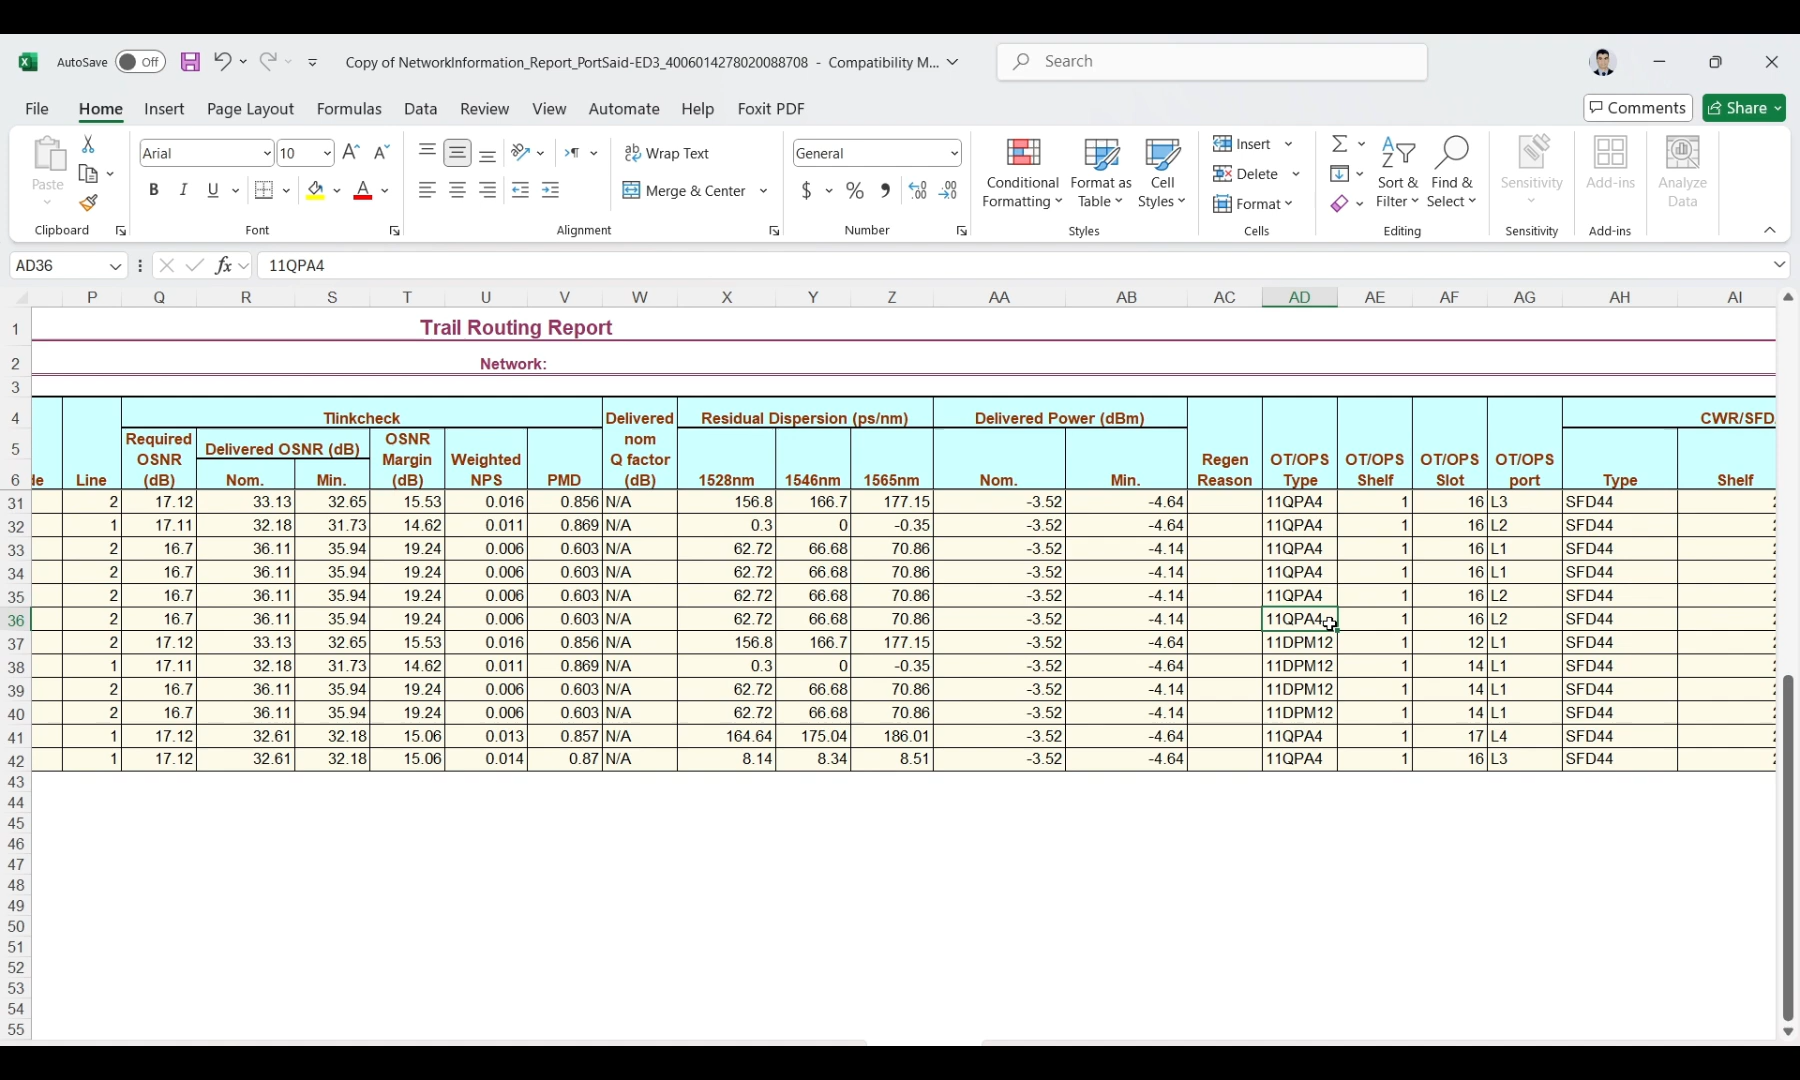 AutoSave Off Copy of NetworkInformation_Report_PortSaid-ED3_4006014278020088708 - Compatibility M... Search
File Home Insert Page Layout Formulas Data Review View Automate Help Foxit PDF Comments Share
Paste Arial 10 Wrap Text General Conditional Formatting Format as Table Cell Styles Insert Delete Format Sort & Filter Find & Select Sensitivity Add-ins Analyze Data
B I U Merge & Center $ %
Clipboard Font Alignment Number Styles Cells Editing Sensitivity Add-ins
AD36 fx 11QPA4
P Q R S T U V W X Y Z AA AB AC AD AE AF AG AH AI
1 Trail Routing Report
2 Network:
3
4 Tlinkcheck Delivered Residual Dispersion (ps/nm) Delivered Power (dBm) CWR/SFD
5 Required Delivered OSNR (dB) OSNR nom
OSNR Margin Weighted Q factor Regen OT/OPS OT/OPS OT/OPS OT/OPS
6 Line (dB) Nom. Min. (dB) NPS PMD (dB) 1528nm 1546nm 1565nm Nom. Min. Reason Type Shelf Slot port Type Shelf
31 2 17.12 33.13 32.65 15.53 0.016 0.856 N/A 156.8 166.7 177.15 -3.52 -4.64 11QPA4 1 16 L3 SFD44
32 1 17.11 32.18 31.73 14.62 0.011 0.869 N/A 0.3 0 -0.35 -3.52 -4.64 11QPA4 1 16 L2 SFD44
33 2 16.7 36.11 35.94 19.24 0.006 0.603 N/A 62.72 66.68 70.86 -3.52 -4.14 11QPA4 1 16 L1 SFD44
34 2 16.7 36.11 35.94 19.24 0.006 0.603 N/A 62.72 66.68 70.86 -3.52 -4.14 11QPA4 1 16 L1 SFD44
35 2 16.7 36.11 35.94 19.24 0.006 0.603 N/A 62.72 66.68 70.86 -3.52 -4.14 11QPA4 1 16 L2 SFD44
36 2 16.7 36.11 35.94 19.24 0.006 0.603 N/A 62.72 66.68 70.86 -3.52 -4.14 11QPA4 1 16 L2 SFD44
37 2 17.12 33.13 32.65 15.53 0.016 0.856 N/A 156.8 166.7 177.15 -3.52 -4.64 11DPM12 1 12 L1 SFD44
38 1 17.11 32.18 31.73 14.62 0.011 0.869 N/A 0.3 0 -0.35 -3.52 -4.64 11DPM12 1 14 L1 SFD44
39 2 16.7 36.11 35.94 19.24 0.006 0.603 N/A 62.72 66.68 70.86 -3.52 -4.14 11DPM12 1 14 L1 SFD44
40 2 16.7 36.11 35.94 19.24 0.006 0.603 N/A 62.72 66.68 70.86 -3.52 -4.14 11DPM12 1 14 L1 SFD44
41 1 17.12 32.61 32.18 15.06 0.013 0.857 N/A 164.64 175.04 186.01 -3.52 -4.64 11QPA4 1 17 L4 SFD44
42 1 17.12 32.61 32.18 15.06 0.014 0.87 N/A 8.14 8.34 8.51 -3.52 -4.64 11QPA4 1 16 L3 SFD44
43
44
45
46
47
48
49
50
51
52
53
54
55